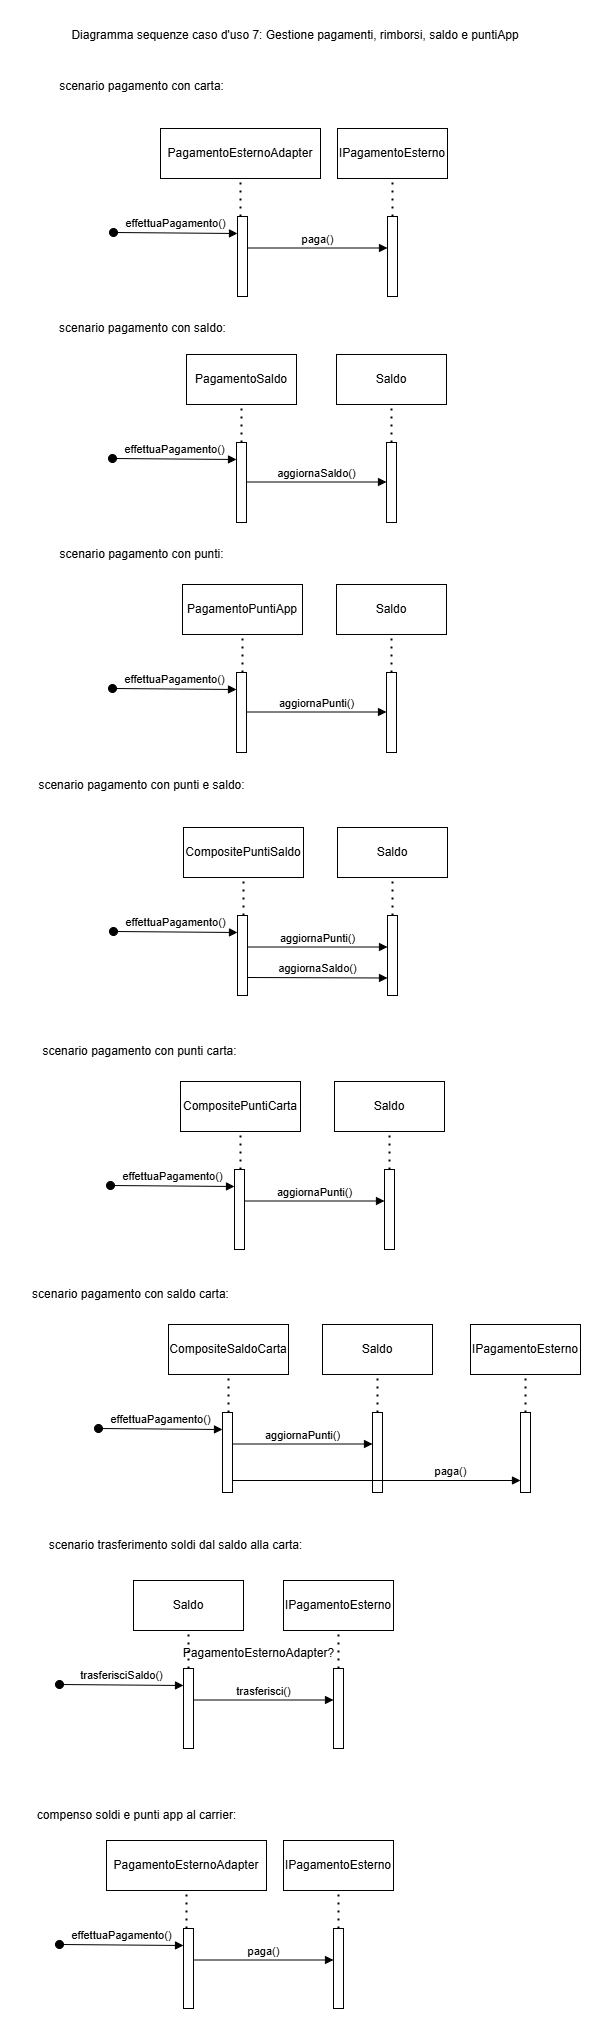 Diagramma sequenze caso d'uso 7: Gestione pagamenti, rimborsi, saldo e puntiApp
scenario pagamento con carta:
PagamentoEsternoAdapter
IPagamentoEsterno
effettuaPagamento()
paga()
scenario pagamento con saldo:
PagamentoSaldo
Saldo
effettuaPagamento()
aggiornaSaldo()
scenario pagamento con punti:
PagamentoPuntiApp
Saldo
effettuaPagamento()
aggiornaPunti()
scenario pagamento con punti e saldo:
CompositePuntiSaldo
Saldo
effettuaPagamento()
aggiornaPunti()
aggiornaSaldo()
scenario pagamento con punti carta:
CompositePuntiCarta
Saldo
effettuaPagamento()
aggiornaPunti()
scenario pagamento con saldo carta:
CompositeSaldoCarta
Saldo
IPagamentoEsterno
effettuaPagamento()
aggiornaPunti()
paga()
scenario trasferimento soldi dal saldo alla carta:
Saldo
IPagamentoEsterno
PagamentoEsternoAdapter?
trasferisciSaldo()
trasferisci()
compenso soldi e punti app al carrier:
PagamentoEsternoAdapter
IPagamentoEsterno
effettuaPagamento()
paga()